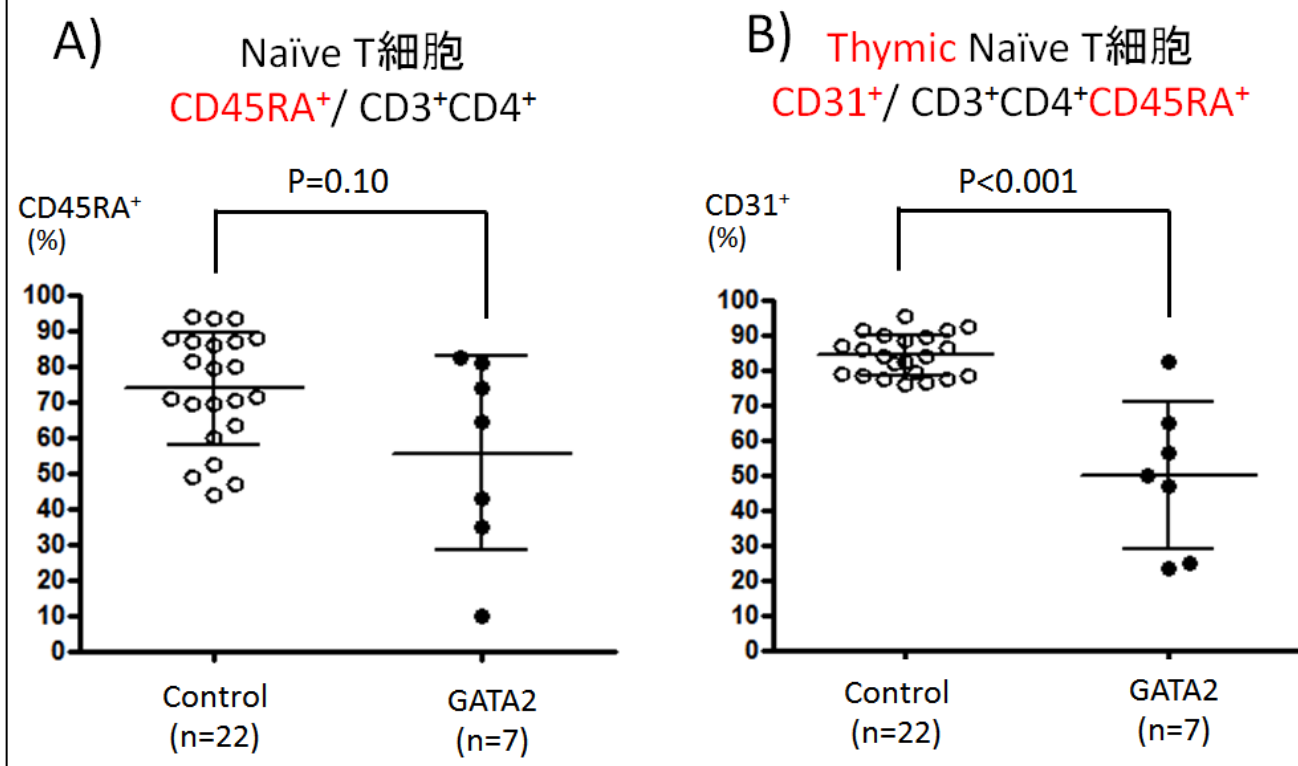 A)
Naïve T細胞
CD45RA⁺/ CD3⁺CD4⁺
P=0.10
CD45RA⁺
(%)
100
90
80
70
60
50
40
30
20
10
0
Control
(n=22)
GATA2
(n=7)
B)
Thymic Naïve T細胞
CD31⁺/ CD3⁺CD4⁺CD45RA⁺
P<0.001
CD31⁺
(%)
100
90
80
70
60
50
40
30
20
10
0
Control
(n=22)
GATA2
(n=7)